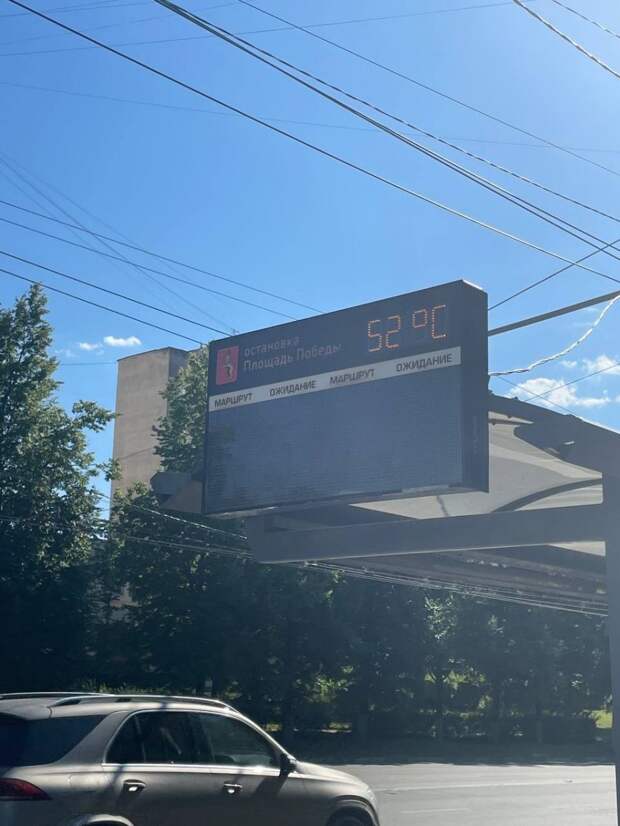 остановка
Площадь Победы
52 °C
МАРШРУТ ОЖИДАНИЕ МАРШРУТ ОЖИДАНИЕ